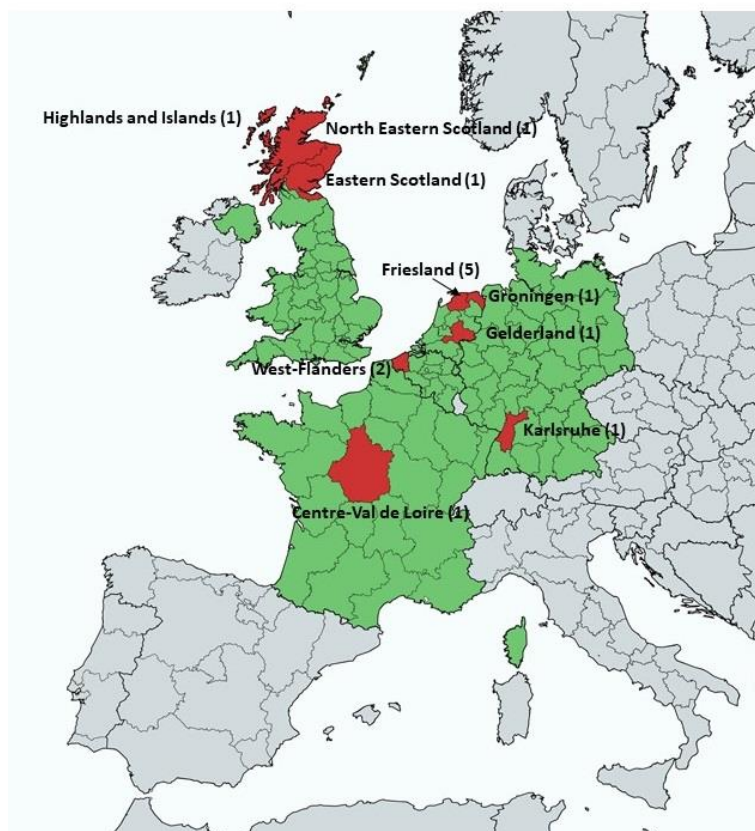 Highlands and Islands (1)
North Eastern Scotland (1)
Eastern Scotland (1)
Friesland (5)
Groningen (1)
Gelderland (1)
West-Flanders (2)
Karlsruhe (1)
Centre-Val de Loire (1)